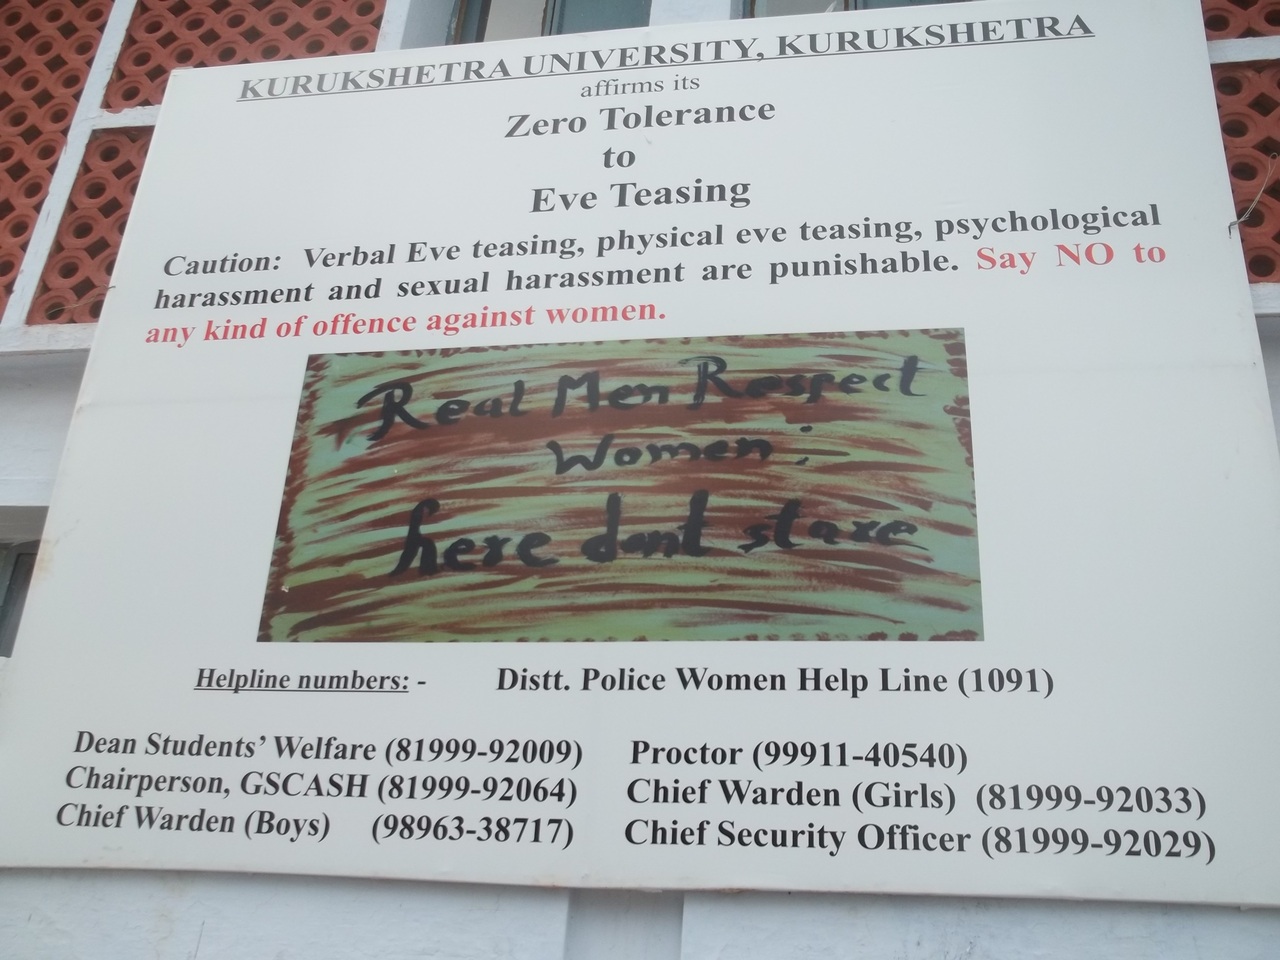 KURUKSHETRA UNIVERSITY, KURUKSHETRA
affirms its
Zero Tolerance
to
Eve Teasing
Caution: Verbal Eve teasing, physical eve teasing, psychological
harassment and sexual harassment are punishable. Say NO to
any kind of offence against women.
Real Men Respect
Women;
here dont stare
Helpline numbers: - Distt. Police Women Help Line (1091)
Dean Students' Welfare (81999-92009) Proctor (99911-40540)
Chairperson, GSCASH (81999-92064) Chief Warden (Girls) (81999-92033)
Chief Warden (Boys) (98963-38717) Chief Security Officer (81999-92029)